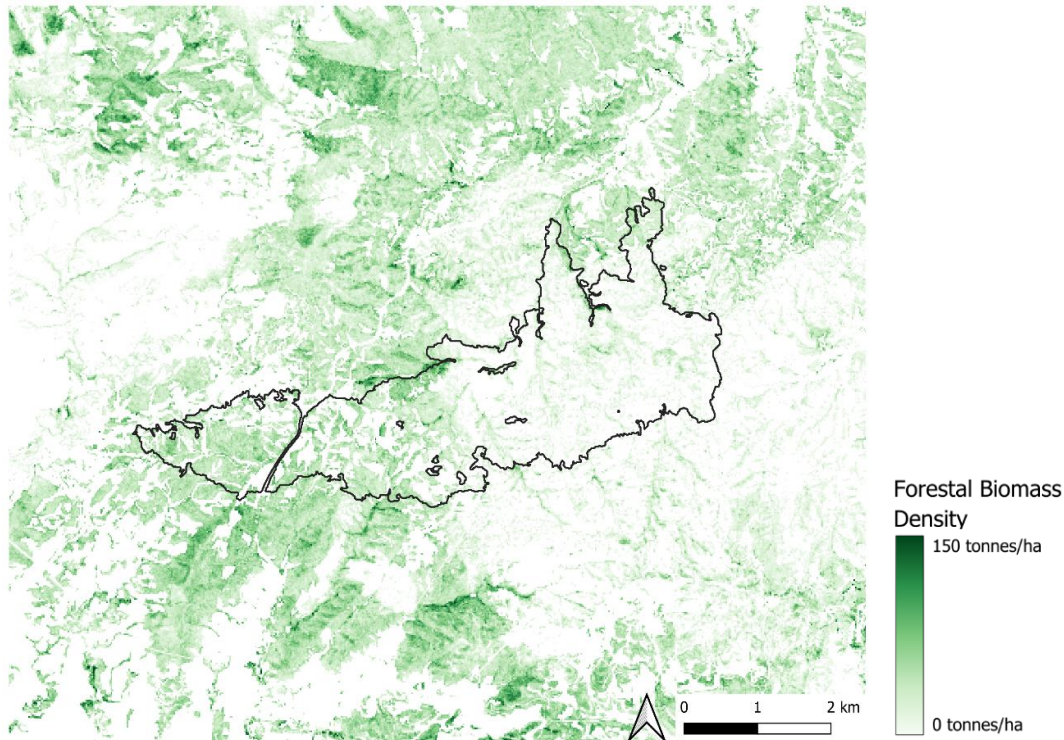 Forestal Biomass
Density
150 tonnes/ha
0 tonnes/ha
0 1 2 km